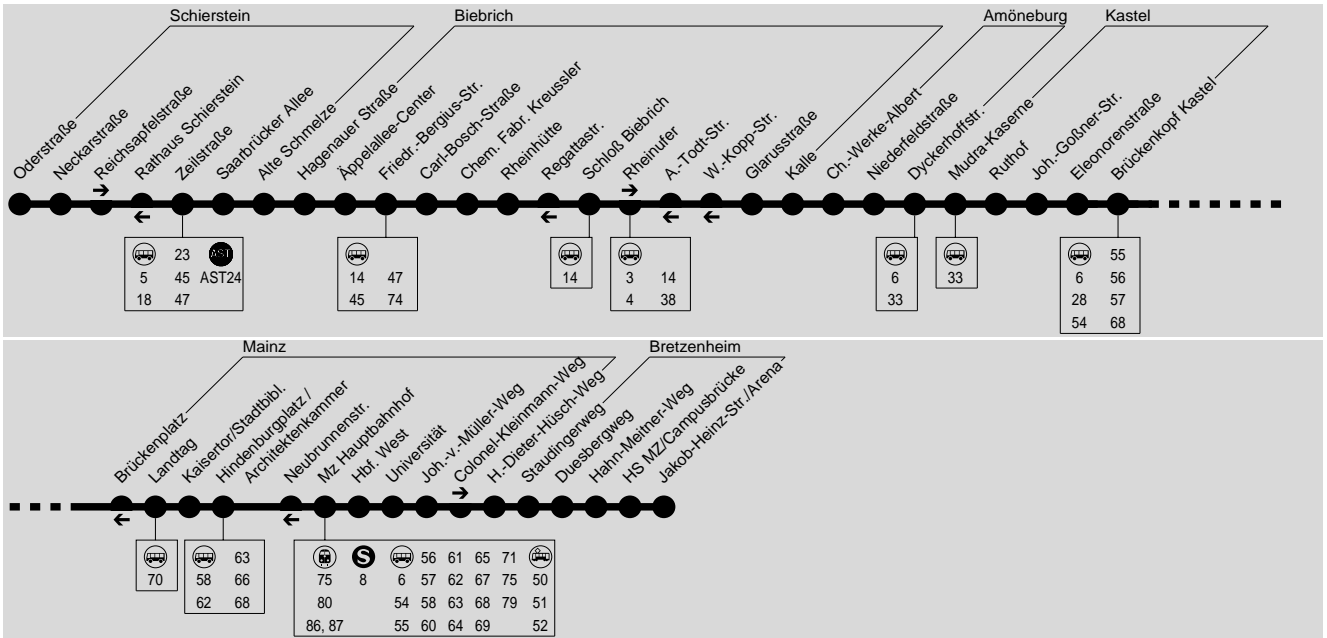 Schierstein
Biebrich
Amöneburg
Kastel
Oderstraße
Neckarstraße
Reichsapfelstraße
Rathaus Schierstein
Zeilstraße
Saarbrücker Allee
Alte Schmelze
Hagenauer Straße
Äppelallee-Center
Friedr.-Bergius-Str.
Carl-Bosch-Straße
Chem. Fabr. Kreussler
Rheinhütte
Regattastr.
Schloß Biebrich
Rheinufer
A.-Todt-Str.
W.-Kopp-Str.
Glarusstraße
Kalle
Ch.-Werke-Albert
Niederfeldstraße
Dyckerhoffstr.
Mudra-Kaserne
Ruthof
Joh.-Goßner-Str.
Eleonorenstraße
Brückenkopf Kastel
23 AST
5 45 AST24
18 47
14 47
45 74
14
3 14
4 38
6
33
33
55
6 56
28 57
54 68
Mainz
Bretzenheim
Brückenplatz
Landtag
Kaisertor/Stadtbibl.
Hindenburgplatz/
Architektenkammer
Neubrunnenstr.
Mz Hauptbahnhof
Hbf. West
Universität
Joh.-v.-Müller-Weg
Colonel-Kleinmann-Weg
H.-Dieter-Hüsch-Weg
Staudingerweg
Duesbergweg
Hahn-Meitner-Weg
HS MZ/Campusbrücke
Jakob-Heinz-Str./Arena
70
63
58 66
62 68
S 56 61 65 71
75 8 6 57 62 67 75 50
80 54 58 63 68 79 51
86, 87 55 60 64 69 52